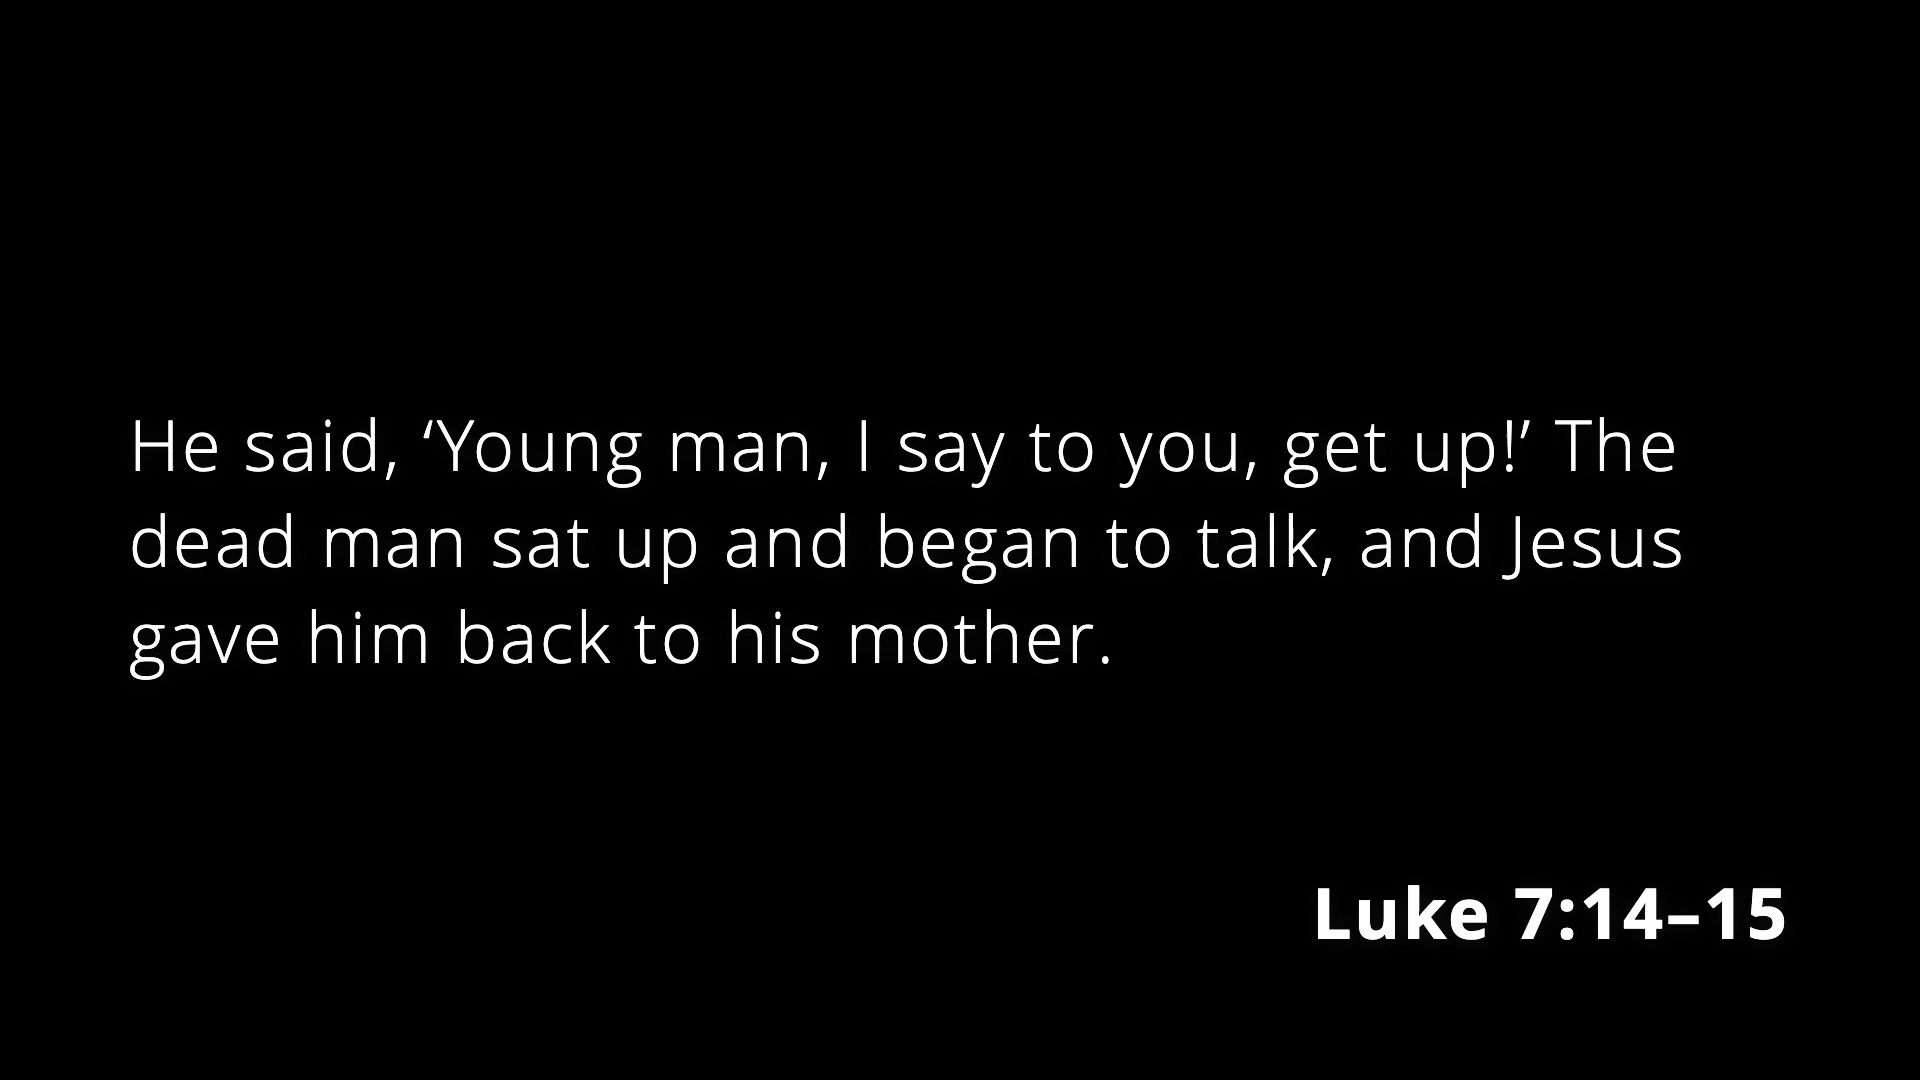 He said, ‘Young man, I say to you, get up!’ The
dead man sat up and began to talk, and Jesus
gave him back to his mother.
Luke 7:14–15